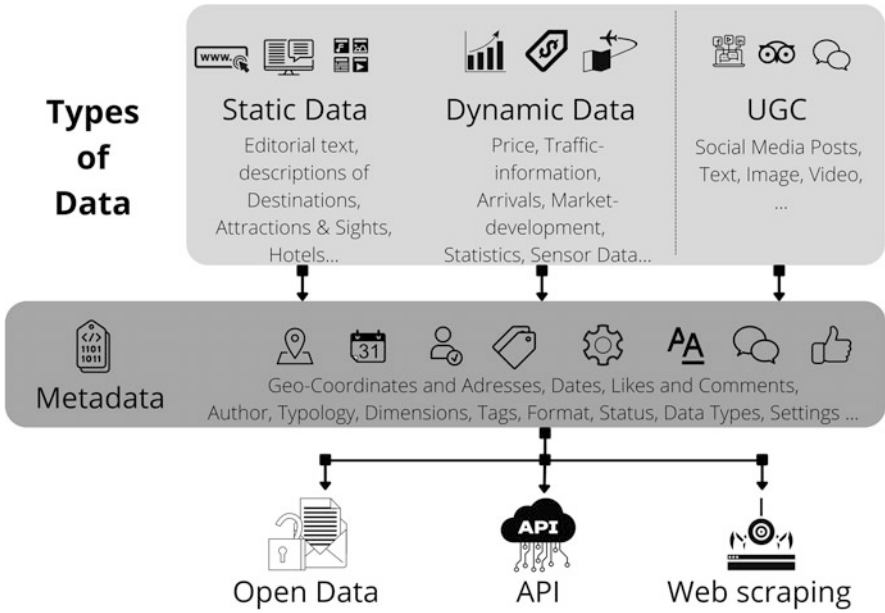 Types
of
Data
www.
Static Data
Editorial text,
descriptions of
Destinations,
Attractions & Sights,
Hotels...
Dynamic Data
Price, Traffic-
information,
Arrivals, Market-
development,
Statistics, Sensor Data...
UGC
Social Media Posts,
Text, Image, Video,
...
</>
1101
1011
Metadata
31
AA
Geo-Coordinates and Adresses, Dates, Likes and Comments,
Author, Typology, Dimensions, Tags, Format, Status, Data Types, Settings ...
Open Data
API
API
Web scraping